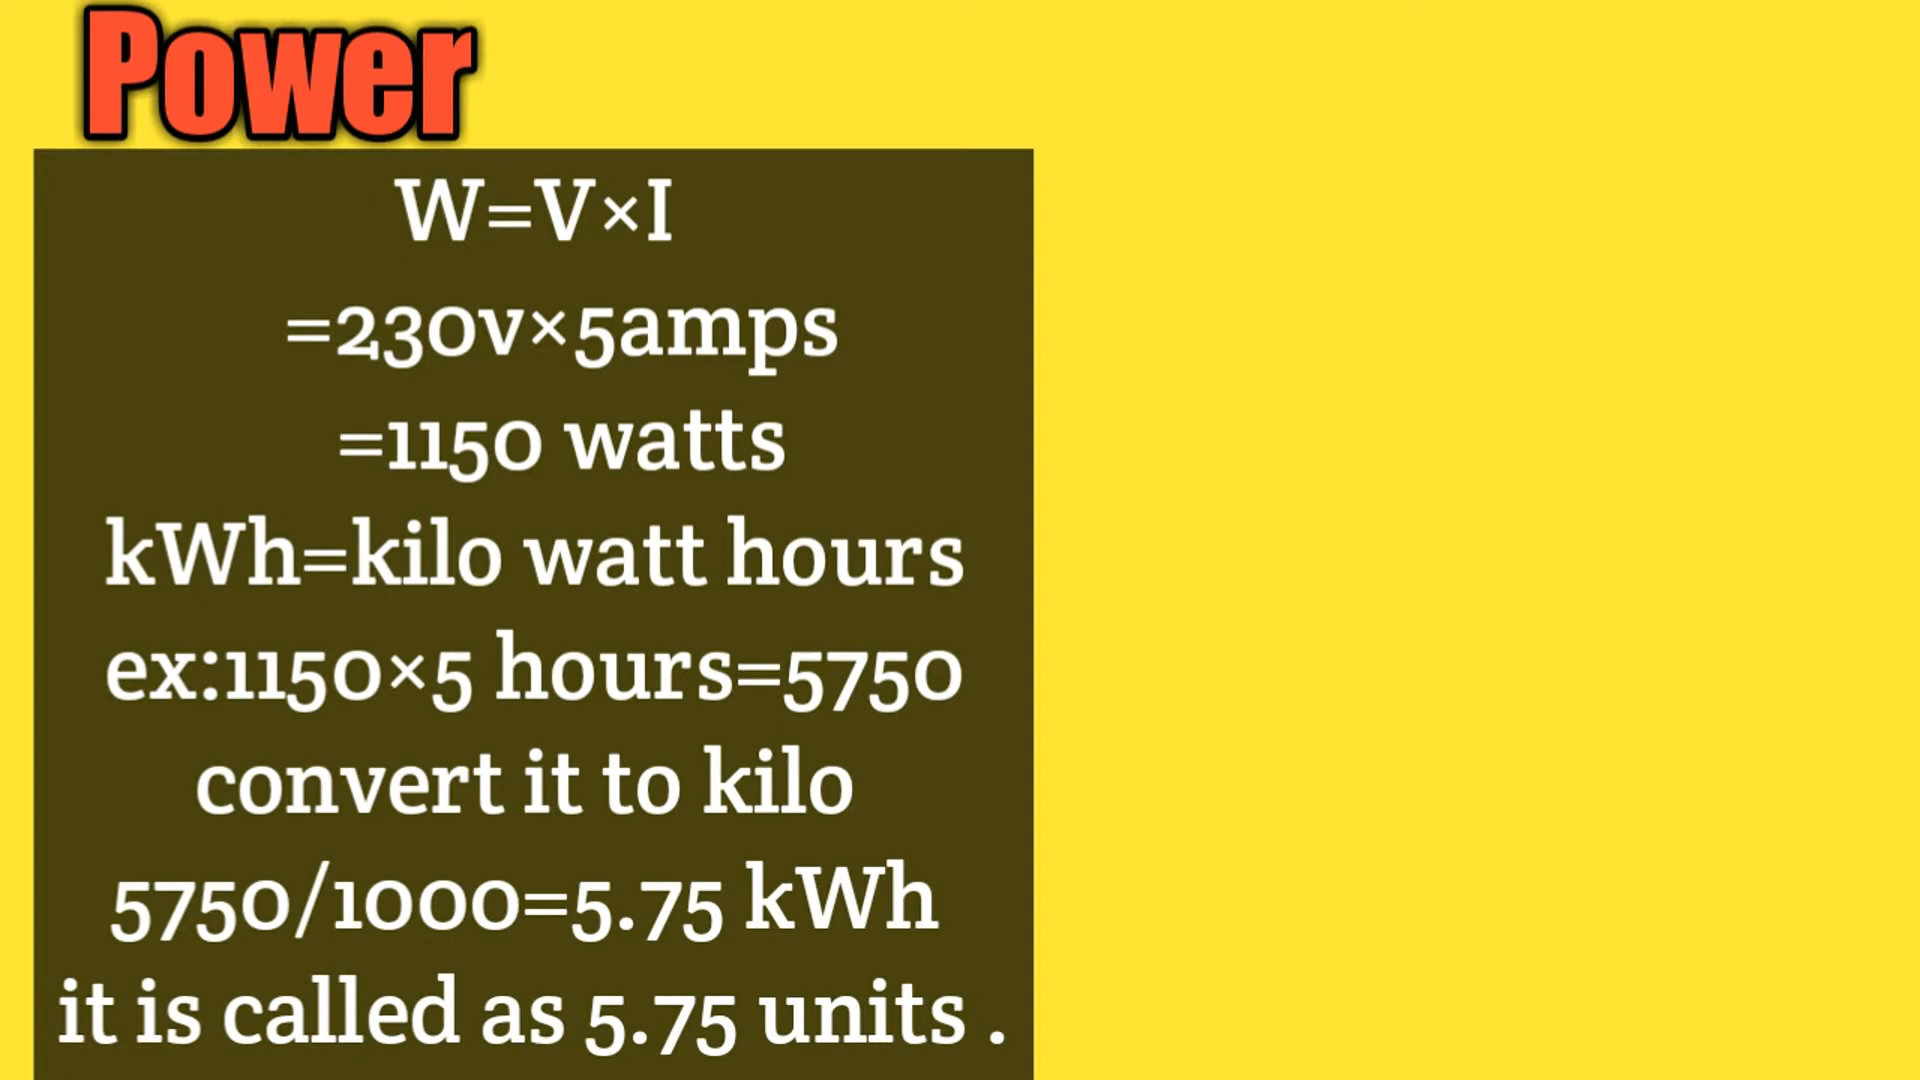 Power
W=V×I
=230v×5amps
=1150 watts
kWh=kilo watt hours
ex:1150×5 hours=5750
convert it to kilo
5750/1000=5.75 kWh
it is called as 5.75 units .